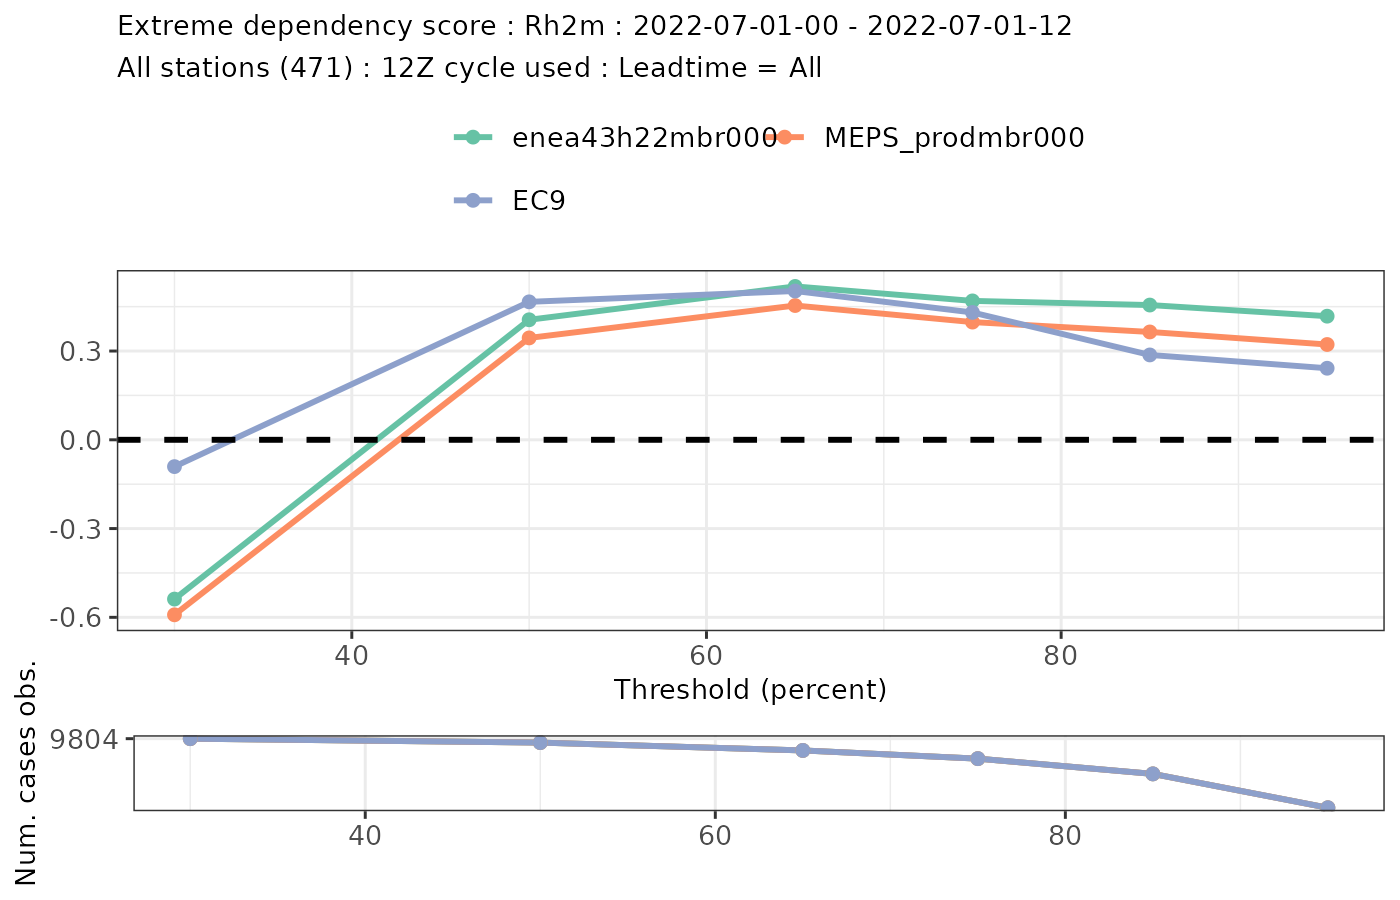 Extreme dependency score : Rh2m : 2022-07-01-00 - 2022-07-01-12
All stations (471) : 12Z cycle used : Leadtime = All
enea43h22mbr000 MEPS_prodmbr000
EC9
0.3
0.0
-0.3
-0.6
40 60 80
Threshold (percent)
Num. cases obs.
9804
40 60 80